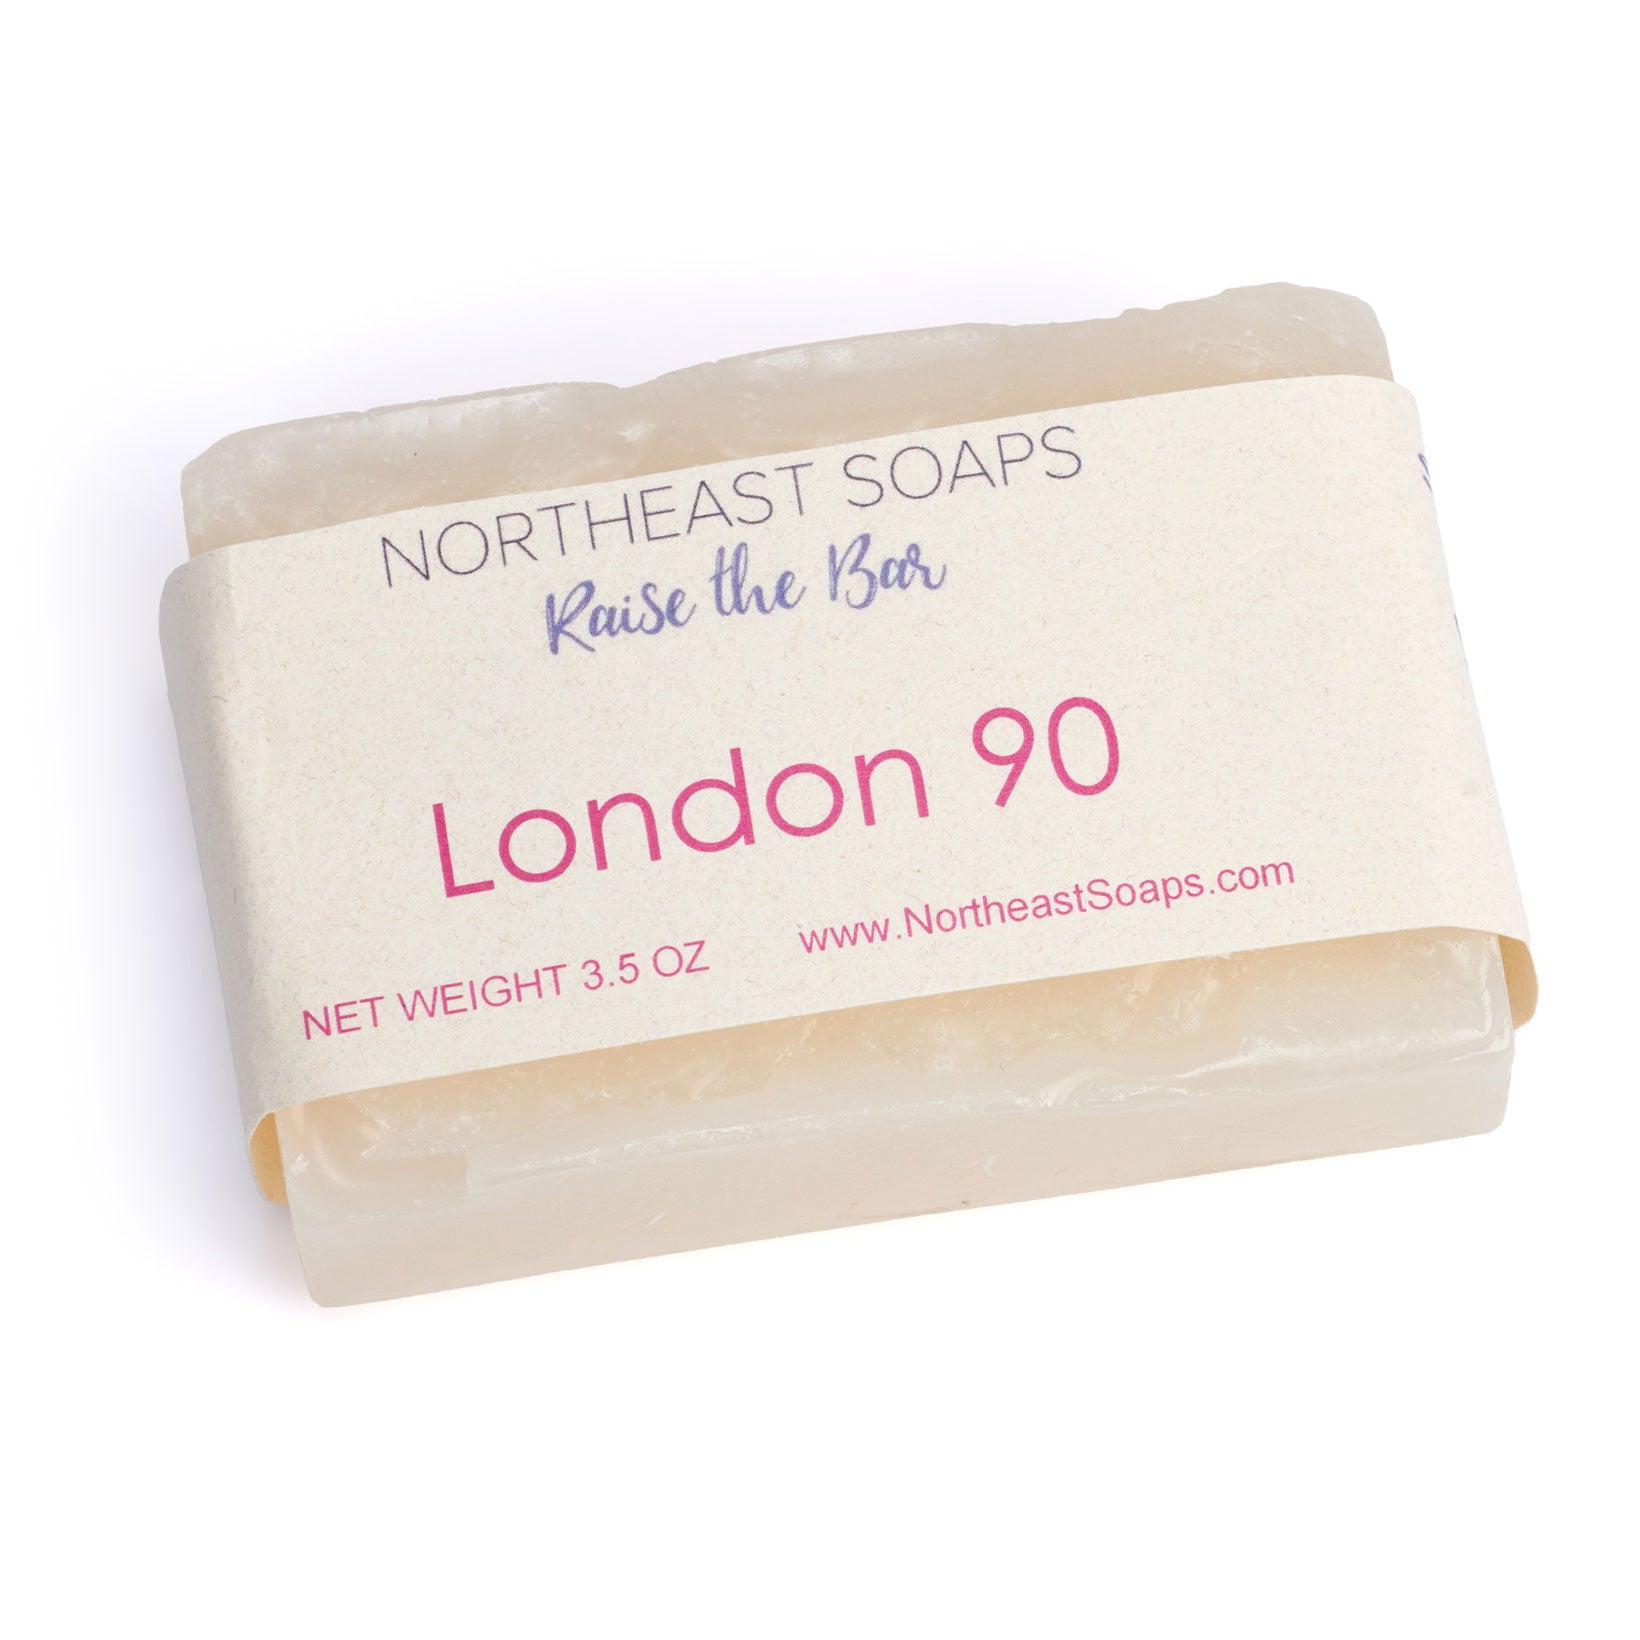 NORTHEAST SOAPS
Raise the Bar
London 90
NET WEIGHT 3.5 OZ www.NortheastSoaps.com